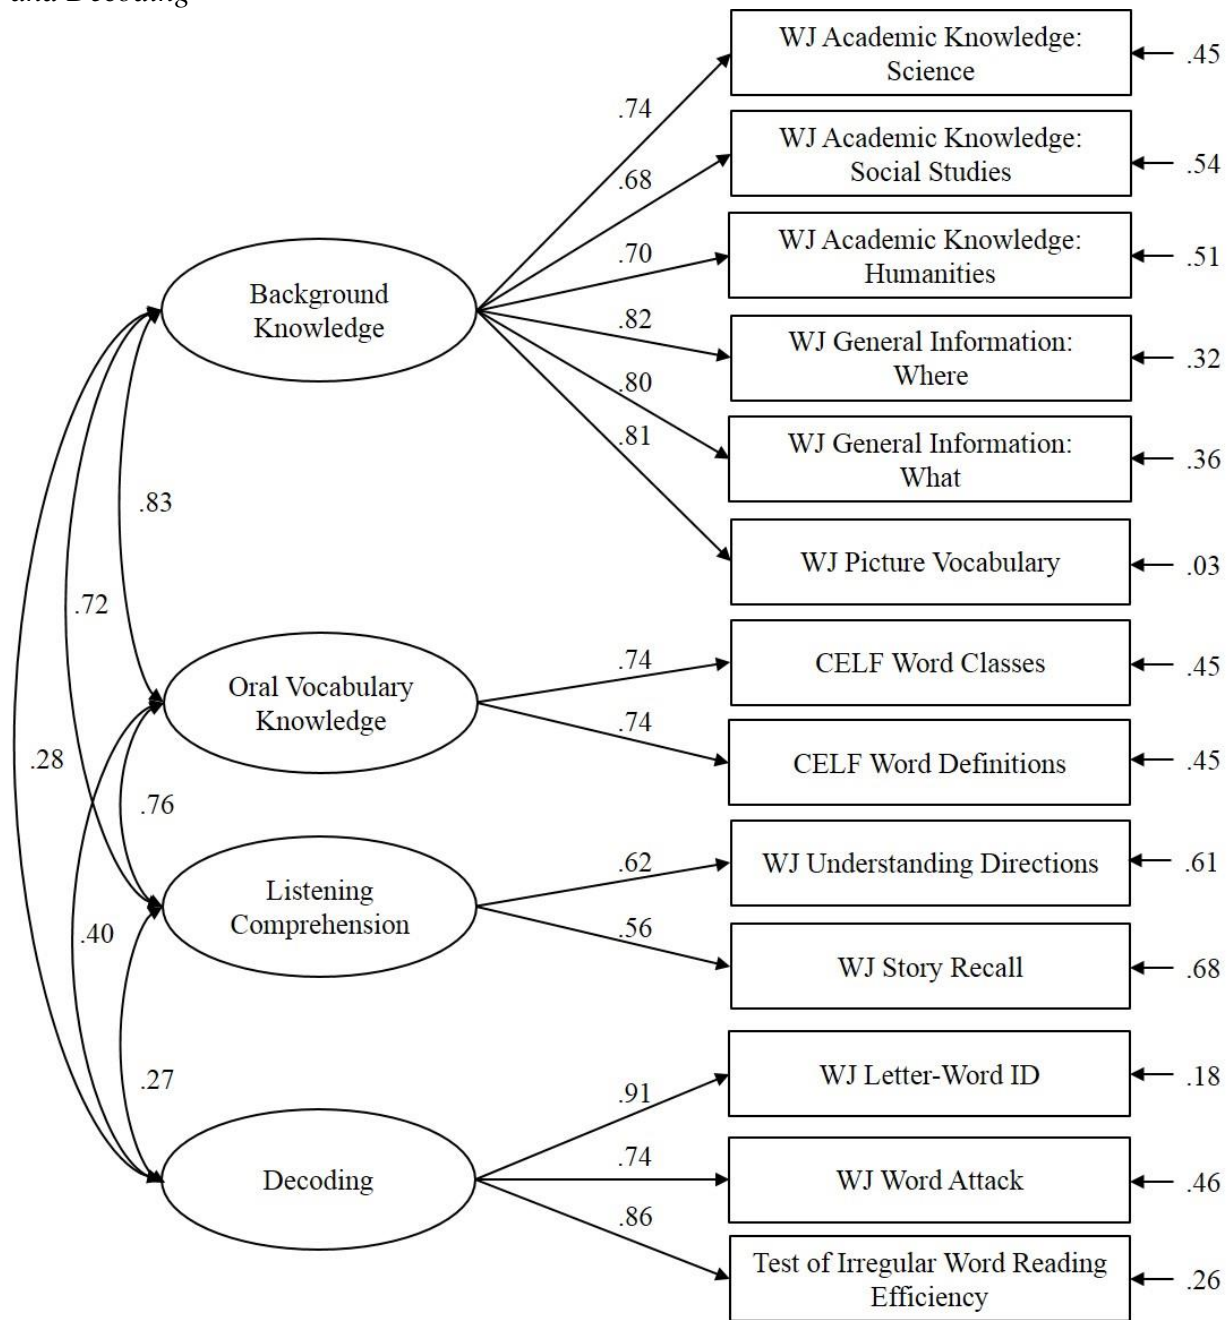 and Decoding
WJ Academic Knowledge:
Science
.45
.74
WJ Academic Knowledge:
Social Studies
.54
.68
WJ Academic Knowledge:
Humanities
.51
.70
Background
Knowledge
.82
WJ General Information:
Where
.32
.80
WJ General Information:
What
.36
.81
.83
WJ Picture Vocabulary
.03
.72
Oral Vocabulary
Knowledge
.74
CELF Word Classes
.45
.74
CELF Word Definitions
.45
.28
.76
Listening
Comprehension
.62
WJ Understanding Directions
.61
.56
WJ Story Recall
.68
.40
.27
.91
WJ Letter-Word ID
.18
Decoding
.74
WJ Word Attack
.46
.86
Test of Irregular Word Reading
Efficiency
.26